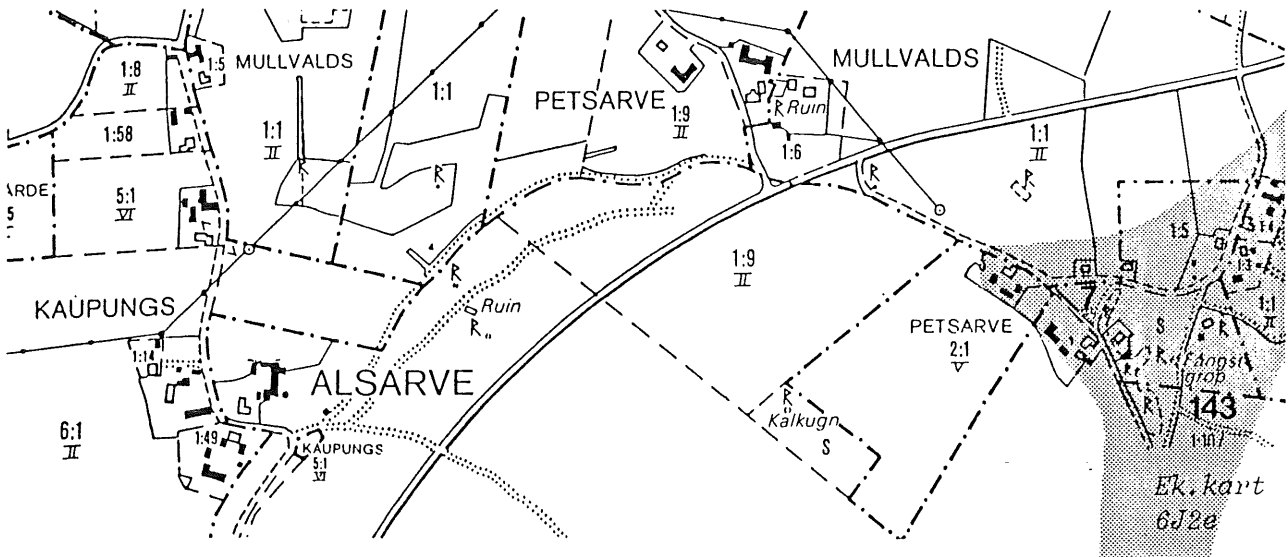 1:8
II
1:5
MULLVALDS
1:1
PETSARVE
1:9
II
MULLVALDS
Ruin
R
1:58
1:1
II
1:6
1:1
II
R
R
R
R
5:1
VI
ÄRDE
5
1:5
R
Ruin
R
1:9
II
KAUPUNGS
PETSARVE
2:1
V
S
1:1
II
R
1:14
ALSARVE
R
Kalkugn
S
R
143
1:107
6:1
II
1:49
KAUPUNGS
5:1
VI
Ek.kart
6J2e